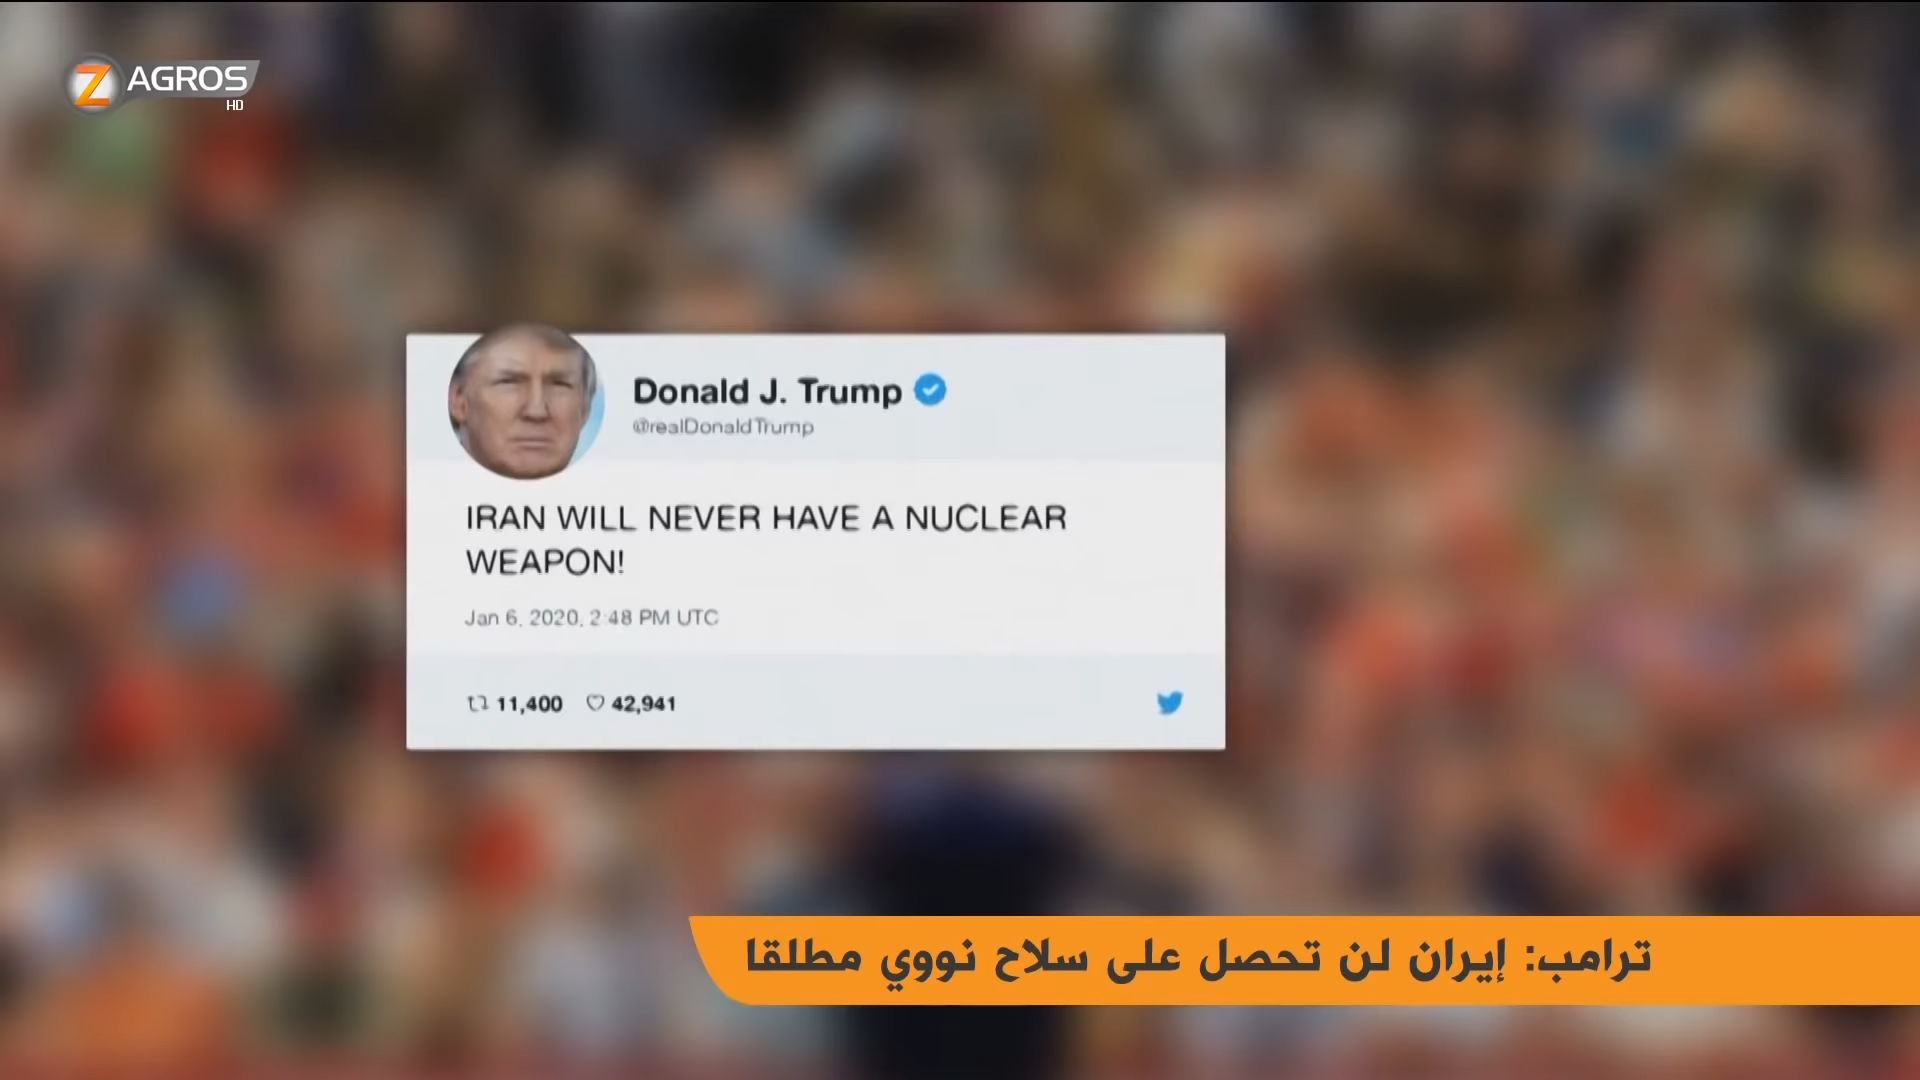 ZAGROS
HD
Donald J. Trump
@realDonaldTrump
IRAN WILL NEVER HAVE A NUCLEAR
WEAPON!
Jan 6, 2020, 2:48 PM UTC
11,400 42,941
ترامب: إيران لن تحصل على سلاح نووي مطلقا